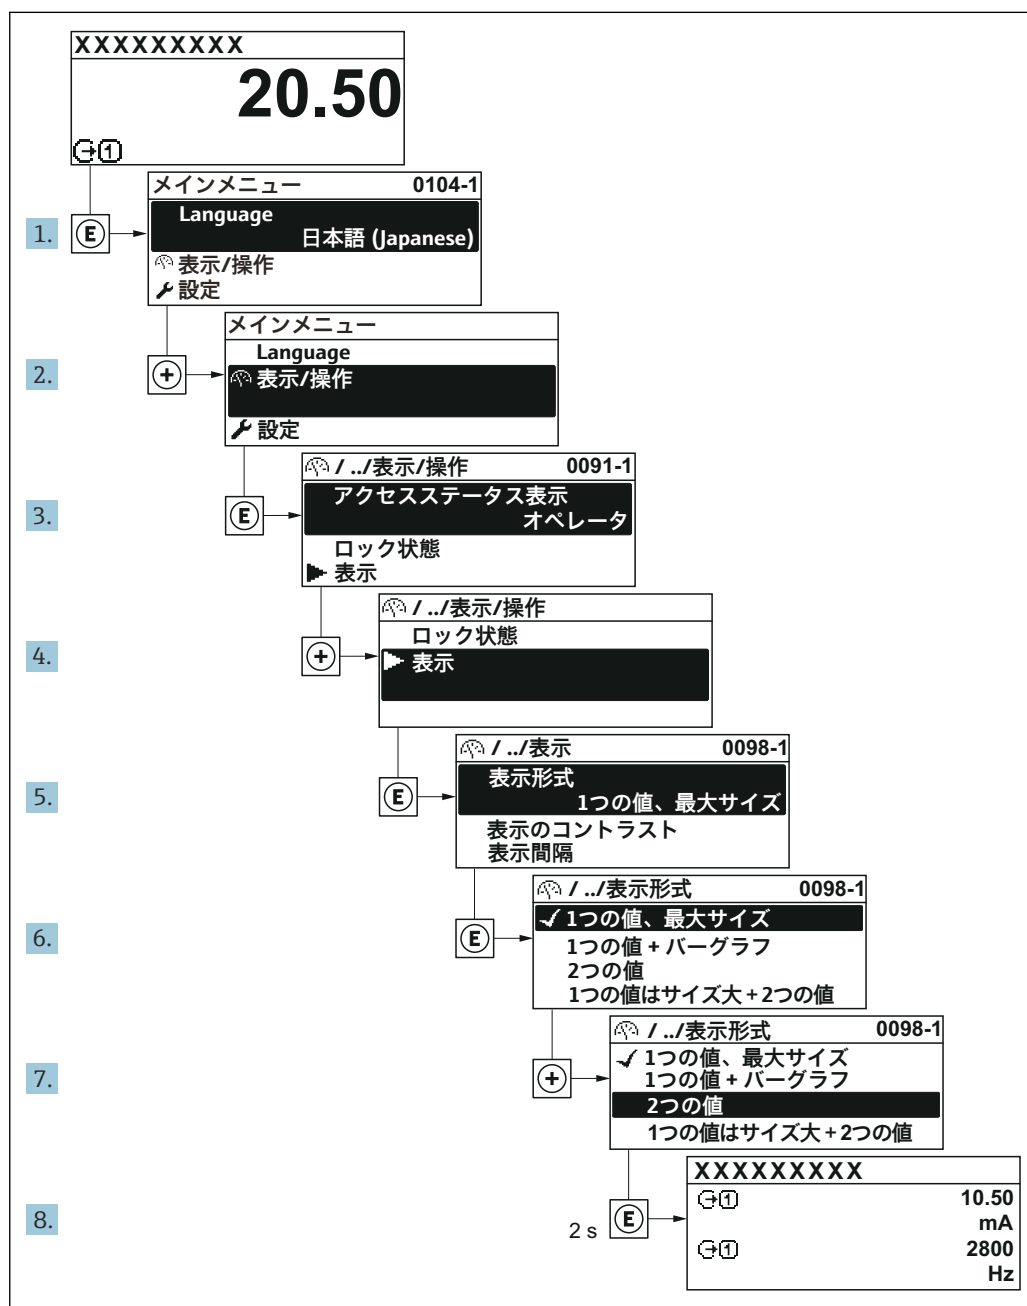 XXXXXXXXX
20.50
1
メインメニュー 0104-1
1. E Language
日本語 (Japanese)
表示/操作
設定
メインメニュー
Language
2. + 表示/操作
設定
/ ../表示/操作 0091-1
アクセスステータス表示
3. E オペレータ
ロック状態
表示
/ ../表示/操作
ロック状態
4. + 表示
/ ../表示 0098-1
表示形式
5. E 1つの値、最大サイズ
表示のコントラスト
表示間隔
/ ../表示形式 0098-1
1つの値、最大サイズ
6. E 1つの値 + バーグラフ
2つの値
1つの値はサイズ大+2つの値
/ ../表示形式 0098-1
1つの値、最大サイズ
7. + 1つの値 + バーグラフ
2つの値
1つの値はサイズ大+2つの値
XXXXXXXXX
1 10.50
8. 2 s E mA
1 2800
Hz